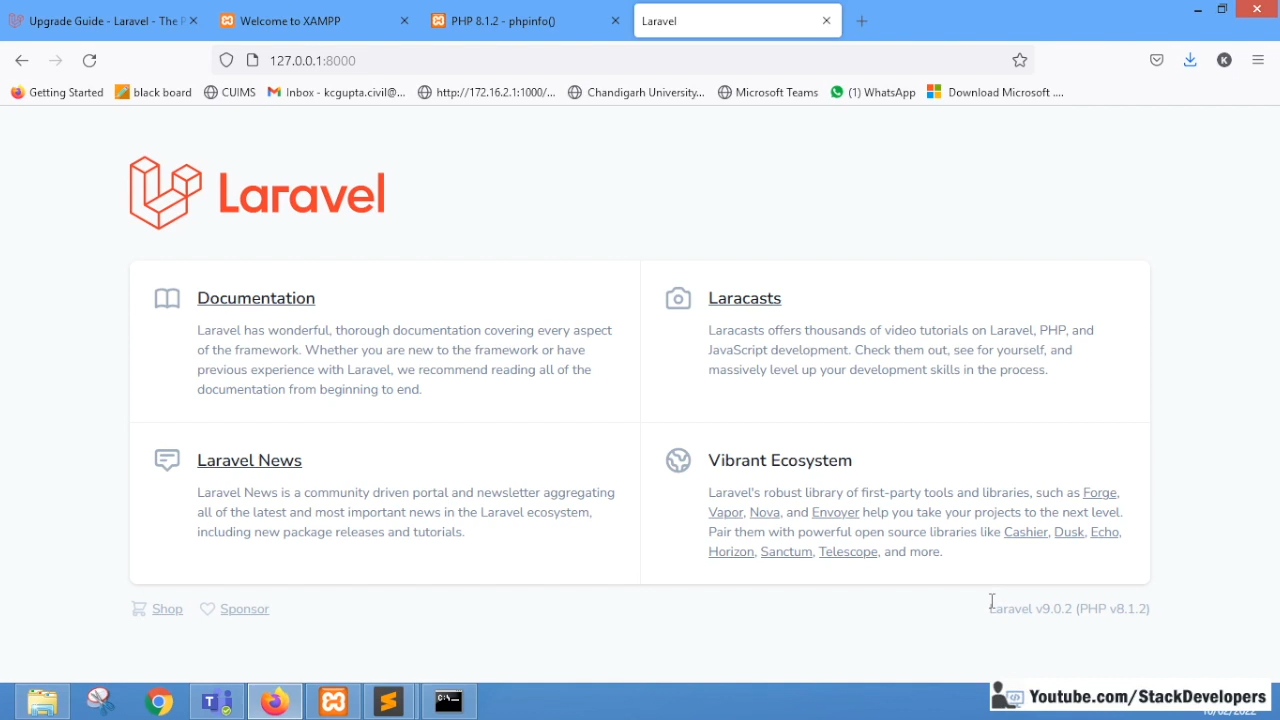 Upgrade Guide - Laravel - The P
Welcome to XAMPP
PHP 8.1.2 - phpinfo()
Laravel
127.0.0.1:8000
K
Getting Started
black board
CUIMS
Inbox - kcgupta.civil@...
http://172.16.2.1:1000/...
Chandigarh University...
Microsoft Teams
(1) WhatsApp
Download Microsoft ....
Laravel
Documentation
Laravel has wonderful, thorough documentation covering every aspect
of the framework. Whether you are new to the framework or have
previous experience with Laravel, we recommend reading all of the
documentation from beginning to end.
Laracasts
Laracasts offers thousands of video tutorials on Laravel, PHP, and
JavaScript development. Check them out, see for yourself, and
massively level up your development skills in the process.
Laravel News
Laravel News is a community driven portal and newsletter aggregating
all of the latest and most important news in the Laravel ecosystem,
including new package releases and tutorials.
Vibrant Ecosystem
Laravel's robust library of first-party tools and libraries, such as Forge,
Vapor, Nova, and Envoyer help you take your projects to the next level.
Pair them with powerful open source libraries like Cashier, Dusk, Echo,
Horizon, Sanctum, Telescope, and more.
Shop
Sponsor
Laravel v9.0.2 (PHP v8.1.2)
Youtube.com/StackDevelopers